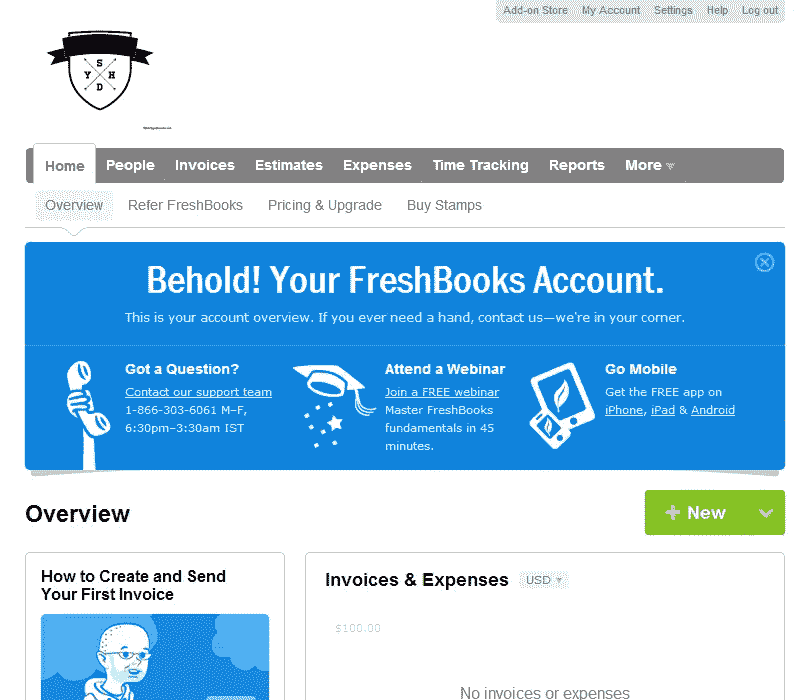 Add-on Store My Account Settings Help Log out
S
Y H
D
Home People Invoices Estimates Expenses Time Tracking Reports More
Overview Refer FreshBooks Pricing & Upgrade Buy Stamps
Behold! Your FreshBooks Account.
This is your account overview. If you ever need a hand, contact us—we're in your corner.
Got a Question?
Contact our support team
1-866-303-6061 M–F,
6:30pm–3:30am IST
Attend a Webinar
Join a FREE webinar
Master FreshBooks
fundamentals in 45
minutes.
Go Mobile
Get the FREE app on
iPhone, iPad & Android
Overview
New
How to Create and Send
Your First Invoice
Invoices & Expenses USD
$100.00
No invoices or expenses